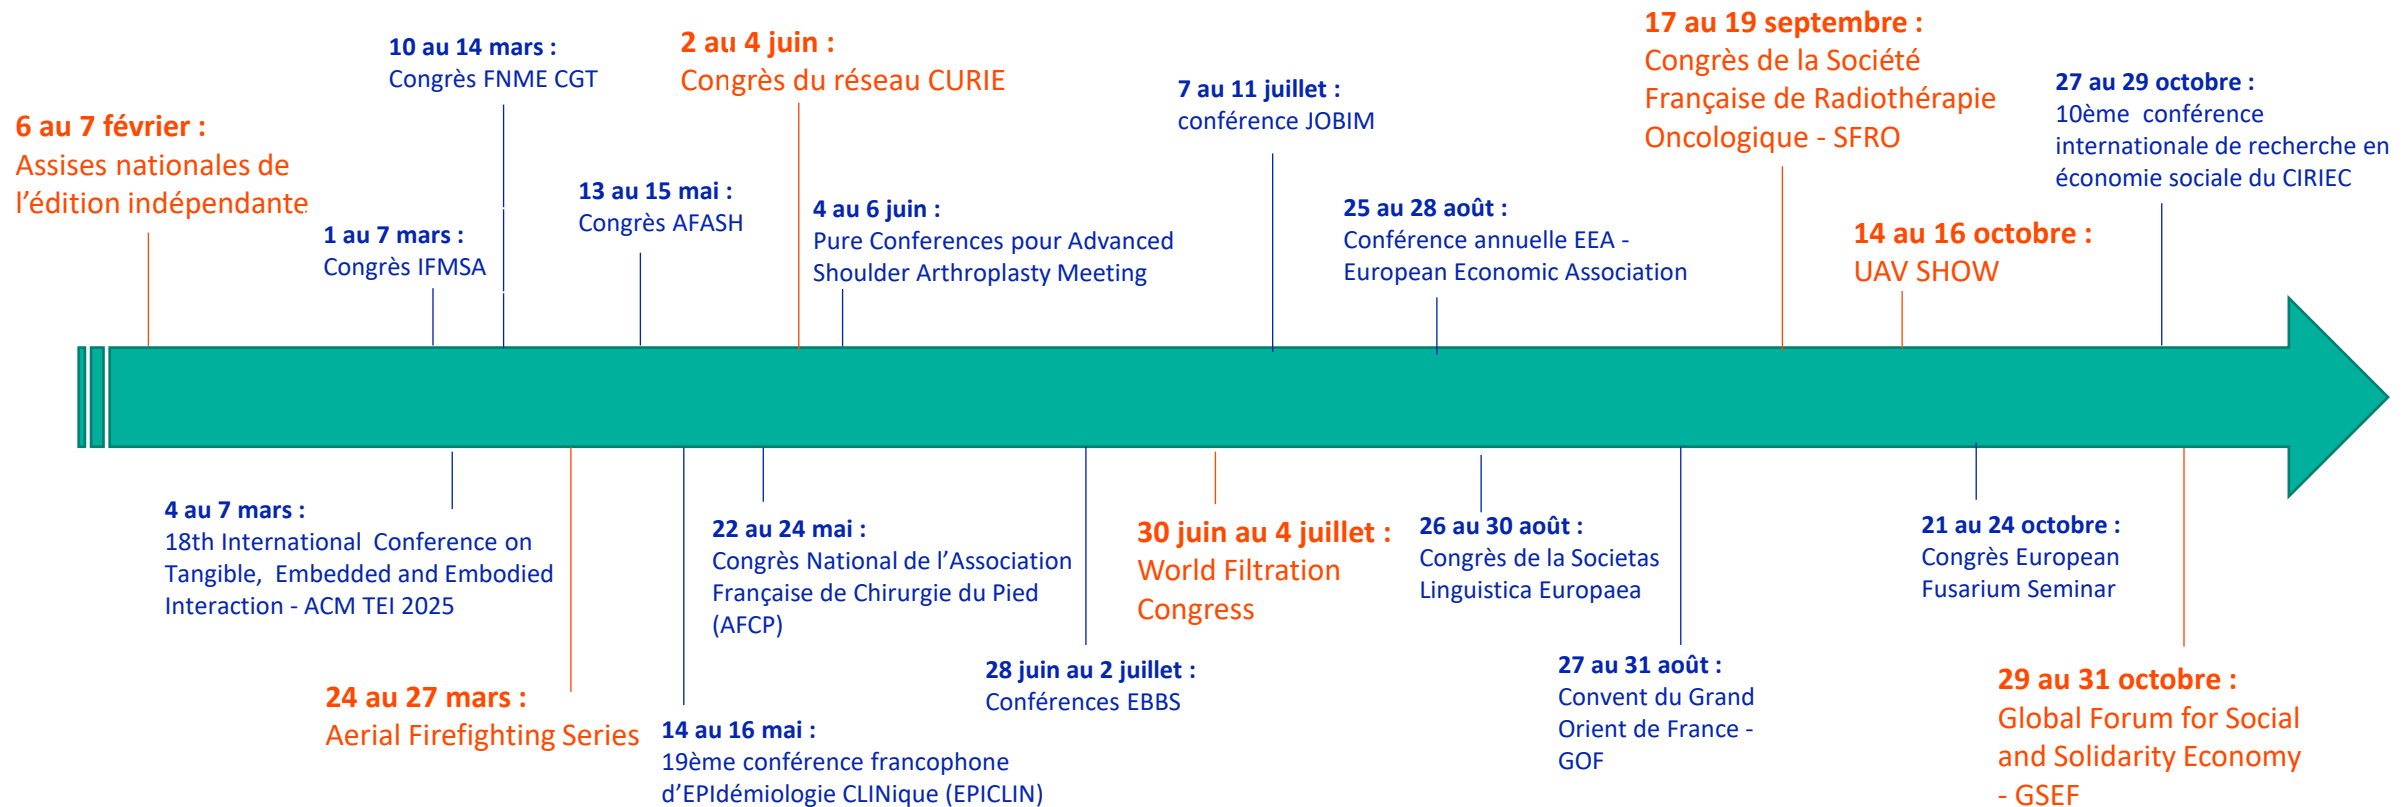 6 au 7 février :
Assises nationales de
l'édition indépendante
10 au 14 mars :
Congrès FNME CGT
1 au 7 mars :
Congrès IFMSA
13 au 15 mai :
Congrès AFASH
2 au 4 juin :
Congrès du réseau CURIE
4 au 6 juin :
Pure Conferences pour Advanced
Shoulder Arthroplasty Meeting
7 au 11 juillet :
conférence JOBIM
25 au 28 août :
Conférence annuelle EEA -
European Economic Association
17 au 19 septembre :
Congrès de la Société
Française de Radiothérapie
Oncologique - SFRO
14 au 16 octobre :
UAV SHOW
27 au 29 octobre :
10ème conférence
internationale de recherche en
économie sociale du CIRIEC
4 au 7 mars :
18th International Conference on
Tangible, Embedded and Embodied
Interaction - ACM TEI 2025
24 au 27 mars :
Aerial Firefighting Series
14 au 16 mai :
19ème conférence francophone
d'EPIdémiologie CLINique (EPICLIN)
22 au 24 mai :
Congrès National de l'Association
Française de Chirurgie du Pied
(AFCP)
28 juin au 2 juillet :
Conférences EBBS
30 juin au 4 juillet :
World Filtration
Congress
26 au 30 août :
Congrès de la Societas
Linguistica Europaea
27 au 31 août :
Convent du Grand
Orient de France -
GOF
21 au 24 octobre :
Congrès European
Fusarium Seminar
29 au 31 octobre :
Global Forum for Social
and Solidarity Economy
- GSEF